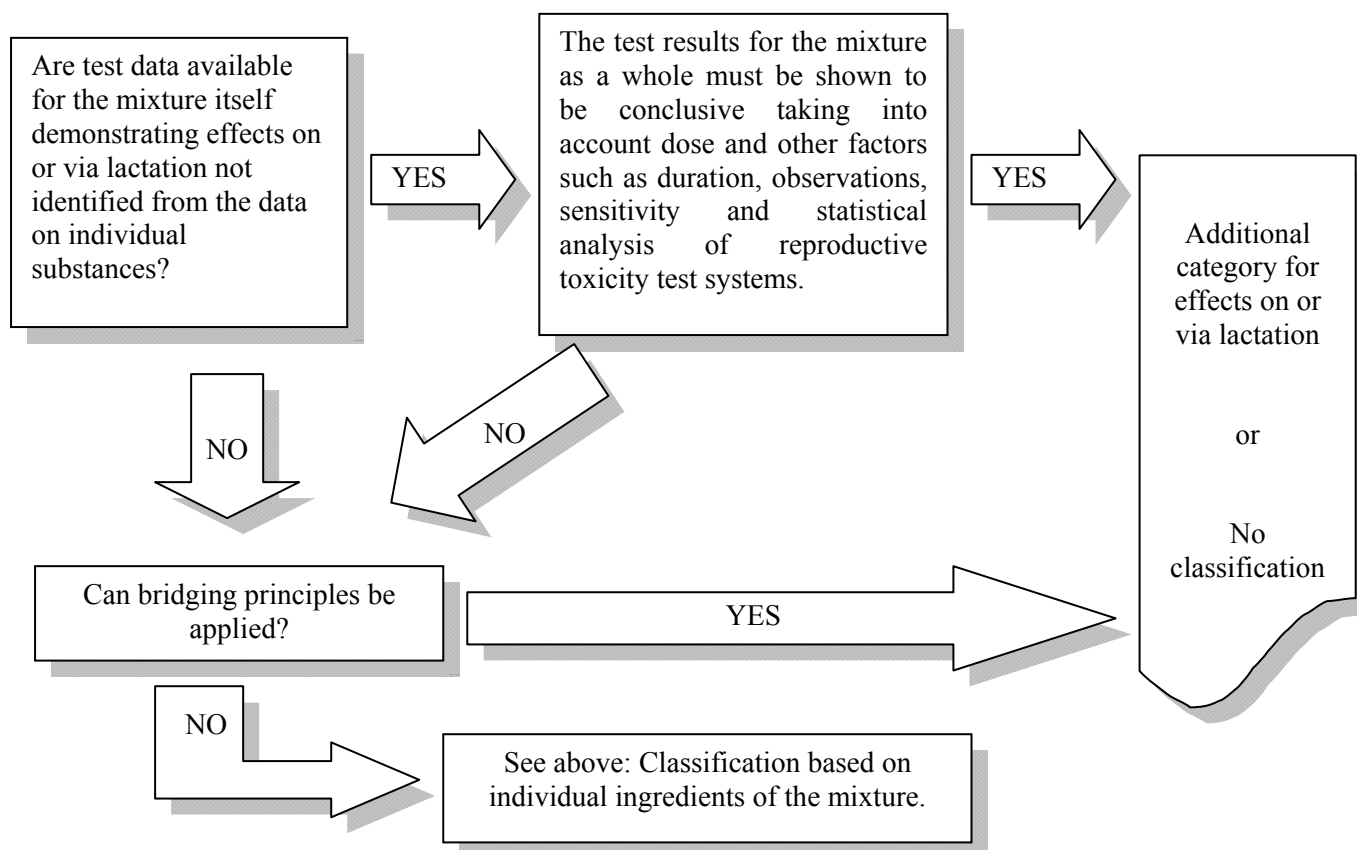 Are test data available
for the mixture itself
demonstrating effects on
or via lactation not
identified from the data
on individual
substances?
YES
The test results for the mixture
as a whole must be shown to
be conclusive taking into
account dose and other factors
such as duration, observations,
sensitivity and statistical
analysis of reproductive
toxicity test systems.
YES
Additional
category for
effects on or
via lactation
or
No
classification
NO
NO
Can bridging principles be
applied?
YES
NO
See above: Classification based on
individual ingredients of the mixture.